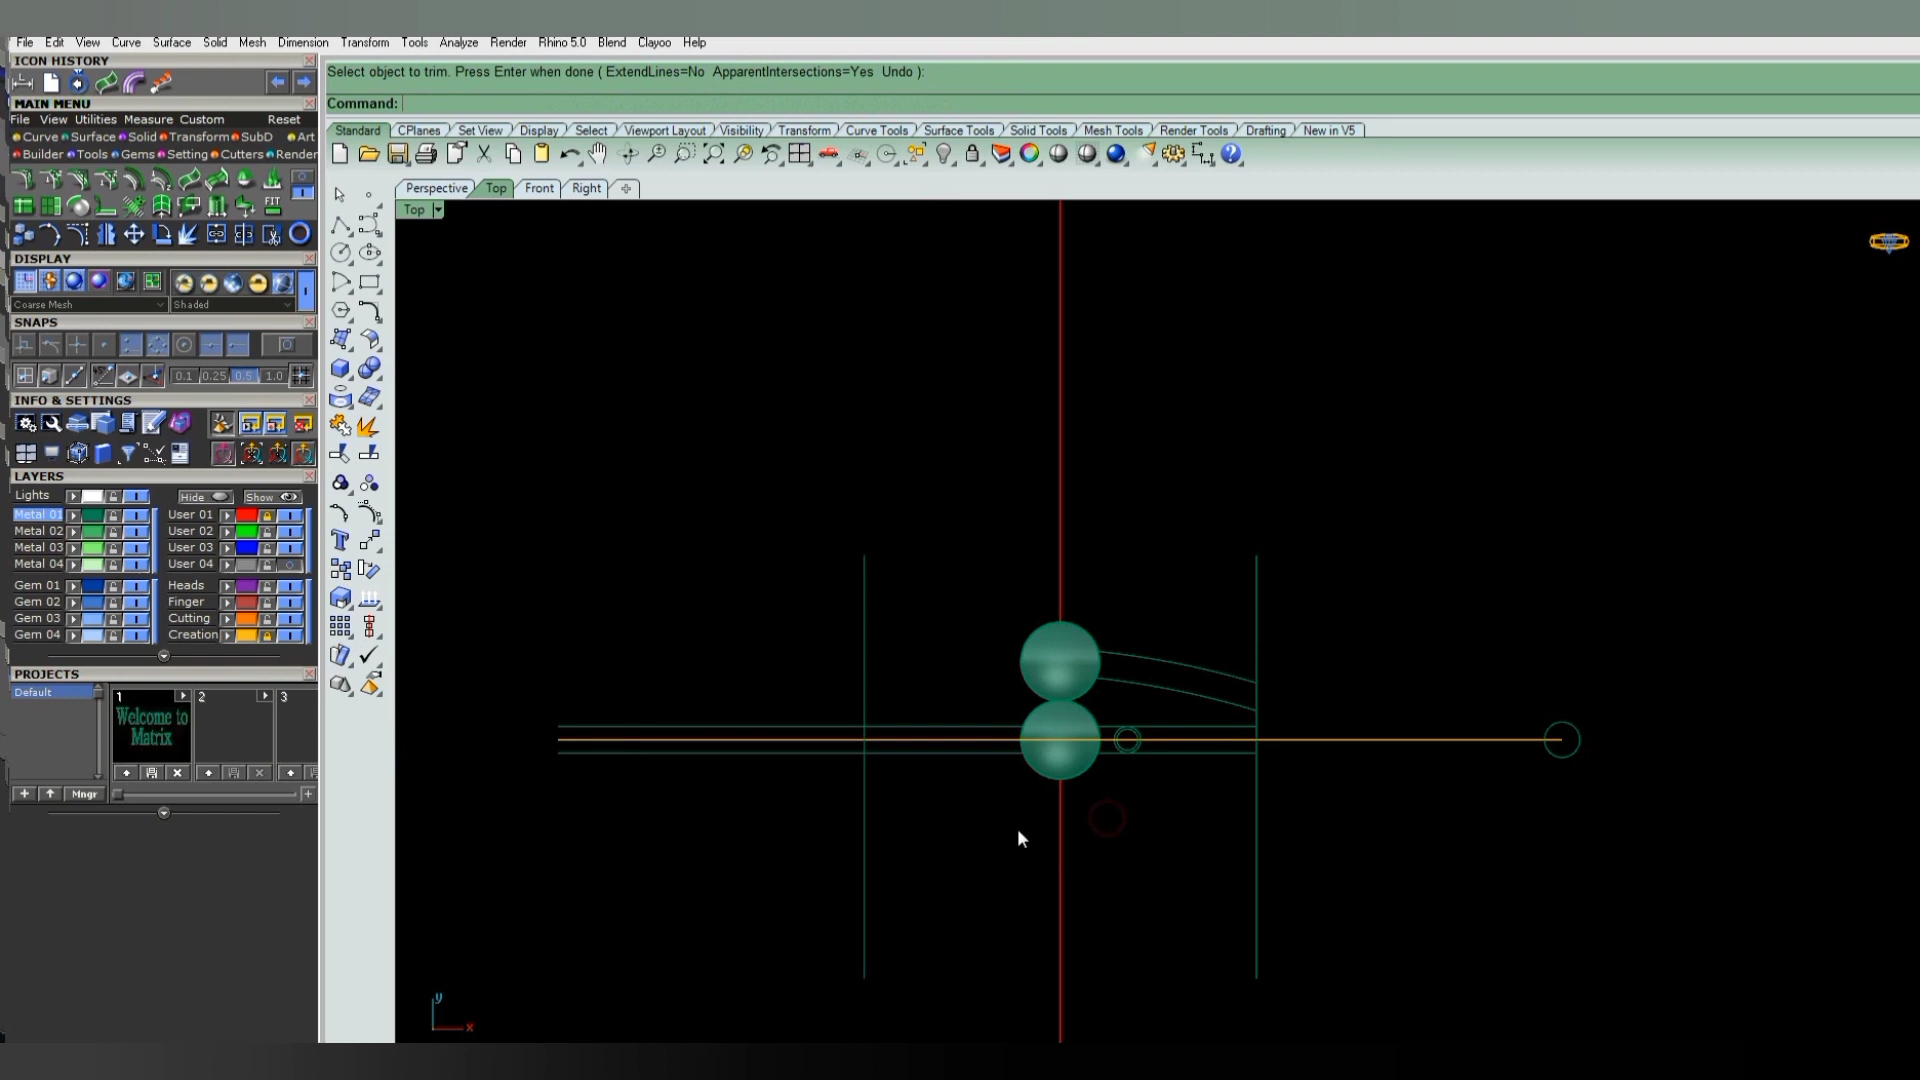 File Edit View Curve Surface Solid Mesh Dimension Transform Tools Analyze Render Rhino 5.0 Blend Clayoo Help
ICON HISTORY
Select object to trim. Press Enter when done ( ExtendLines=No ApparentIntersections=Yes Undo ):
MAIN MENU
Command:
File View Utilities Measure Custom Reset
Curve Surface Solid Transform SubD Art
Builder Tools Gems Setting Cutters Render
Standard CPlanes Set View Display Select Viewport Layout Visibility Transform Curve Tools Surface Tools Solid Tools Mesh Tools Render Tools Drafting New in V5
Perspective Top Front Right
Top
FIT
DISPLAY
Coarse Mesh Shaded
SNAPS
0.1 0.25 0.5 1.0
INFO & SETTINGS
LAYERS
Lights Hide Show
Metal 01 User 01
Metal 02 User 02
Metal 03 User 03
Metal 04 User 04
Gem 01 Heads
Gem 02 Finger
Gem 03 Cutting
Gem 04 Creation
PROJECTS
Default 1 2 3
Welcome to
Matrix
Mngr
y
x